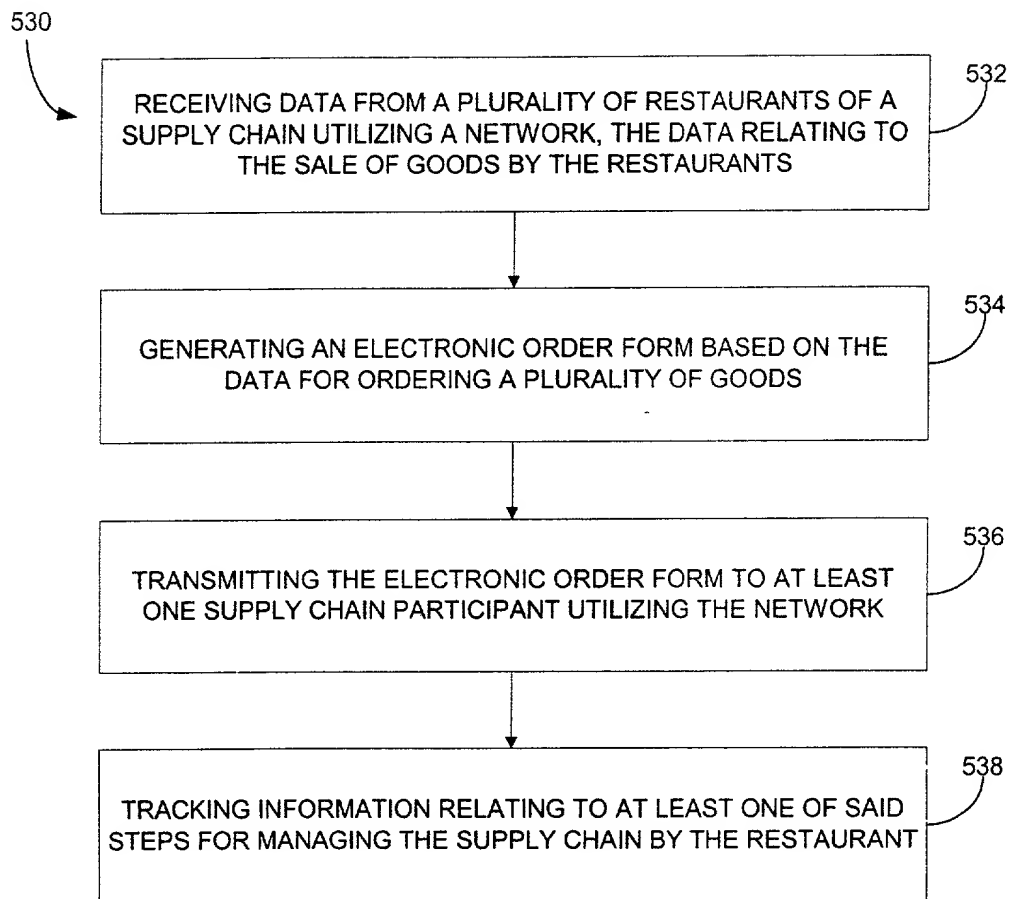 530
532
RECEIVING DATA FROM A PLURALITY OF RESTAURANTS OF A
SUPPLY CHAIN UTILIZING A NETWORK, THE DATA RELATING TO
THE SALE OF GOODS BY THE RESTAURANTS
534
GENERATING AN ELECTRONIC ORDER FORM BASED ON THE
DATA FOR ORDERING A PLURALITY OF GOODS
536
TRANSMITTING THE ELECTRONIC ORDER FORM TO AT LEAST
ONE SUPPLY CHAIN PARTICIPANT UTILIZING THE NETWORK
538
TRACKING INFORMATION RELATING TO AT LEAST ONE OF SAID
STEPS FOR MANAGING THE SUPPLY CHAIN BY THE RESTAURANT